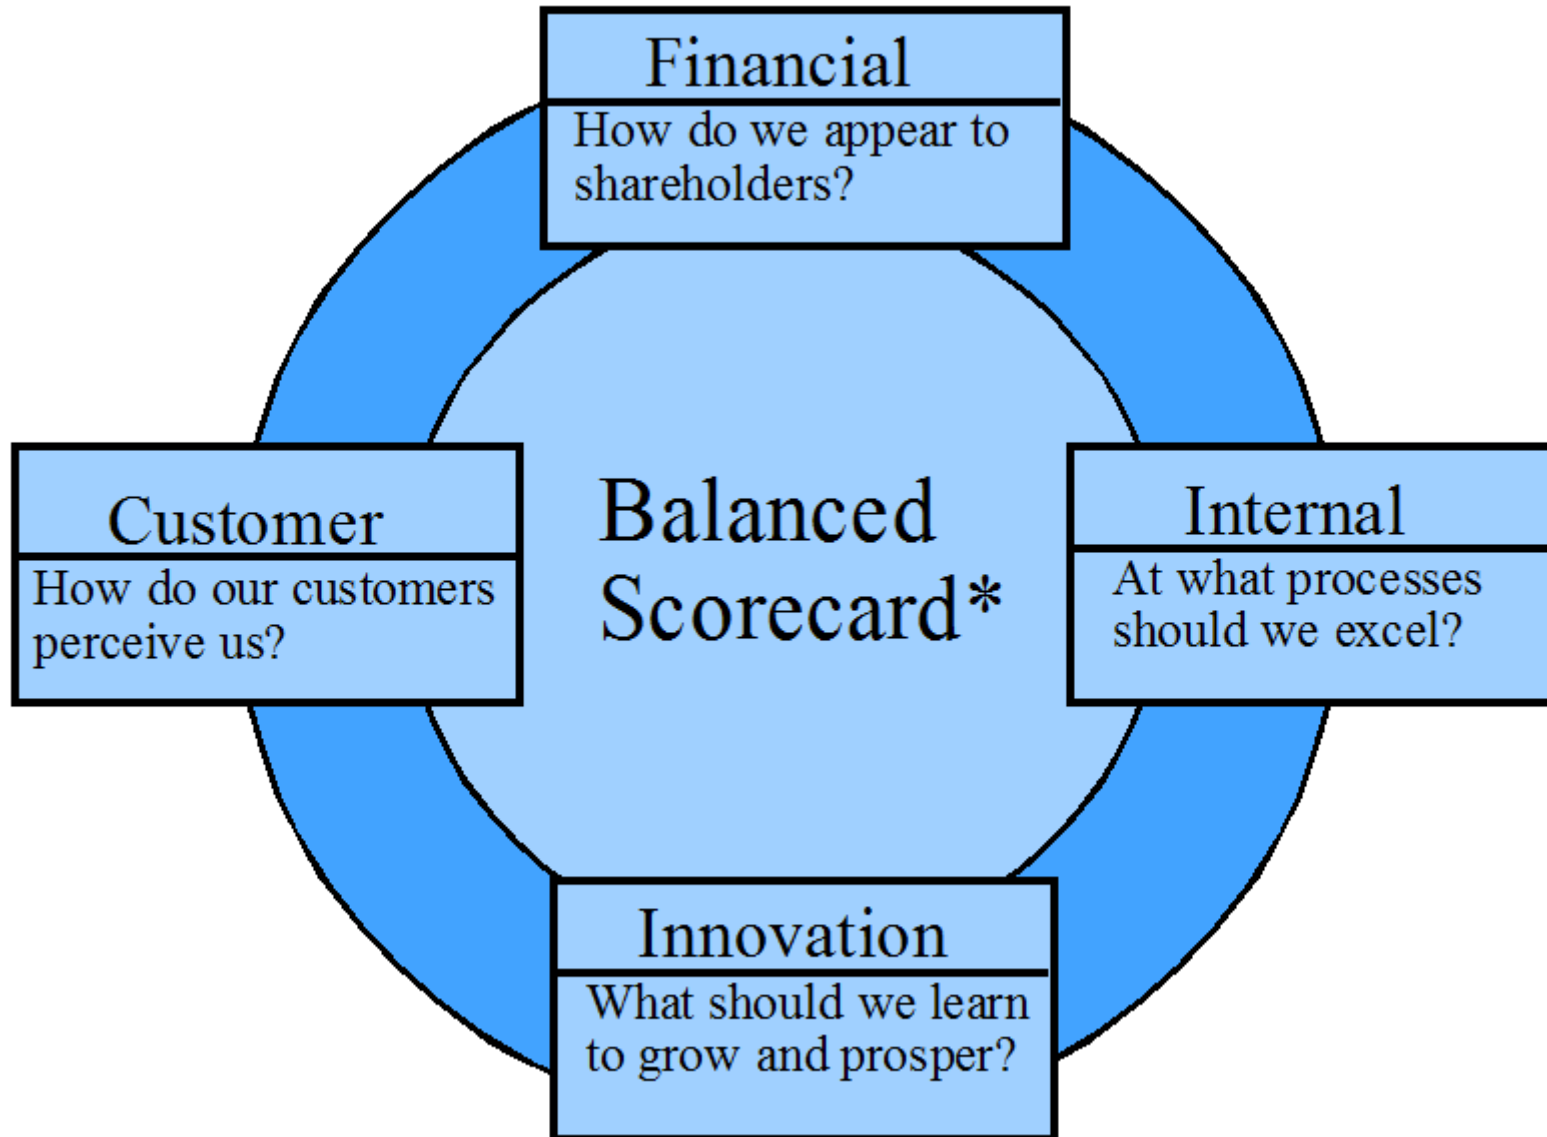 Financial
How do we appear to
shareholders?
Customer
How do our customers
perceive us?
Balanced
Scorecard*
Internal
At what processes
should we excel?
Innovation
What should we learn
to grow and prosper?